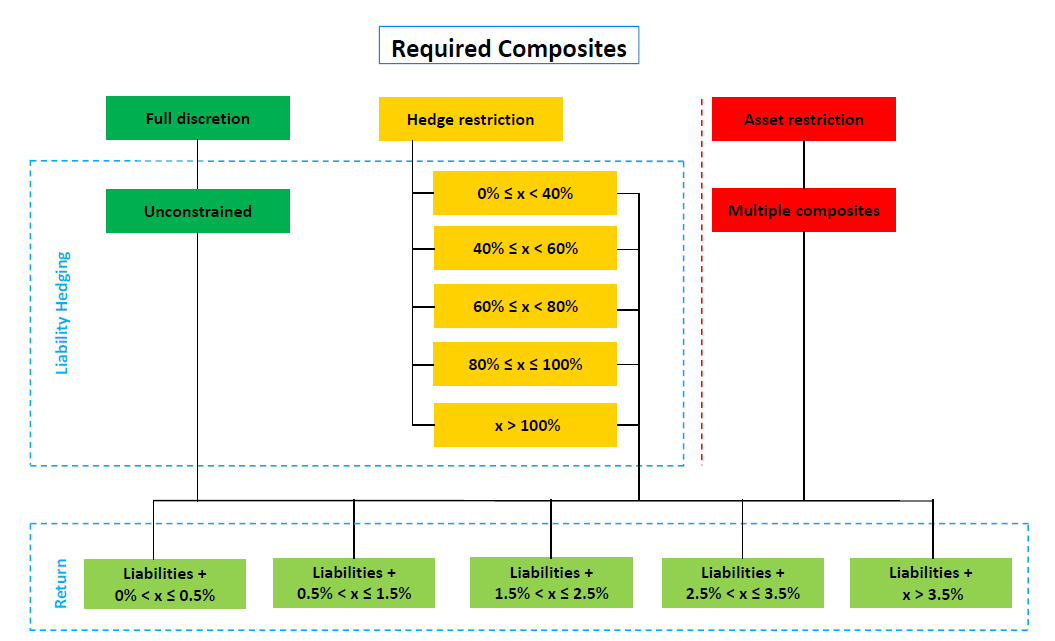 Required Composites
Full discretion
Hedge restriction
Asset restriction
Unconstrained
0% ≤ x < 40%
Multiple composites
40% ≤ x < 60%
60% ≤ x < 80%
80% ≤ x ≤ 100%
x > 100%
Liability Hedging
Return
Liabilities +
0% < x ≤ 0.5%
Liabilities +
0.5% < x ≤ 1.5%
Liabilities +
1.5% < x ≤ 2.5%
Liabilities +
2.5% < x ≤ 3.5%
Liabilities +
x > 3.5%